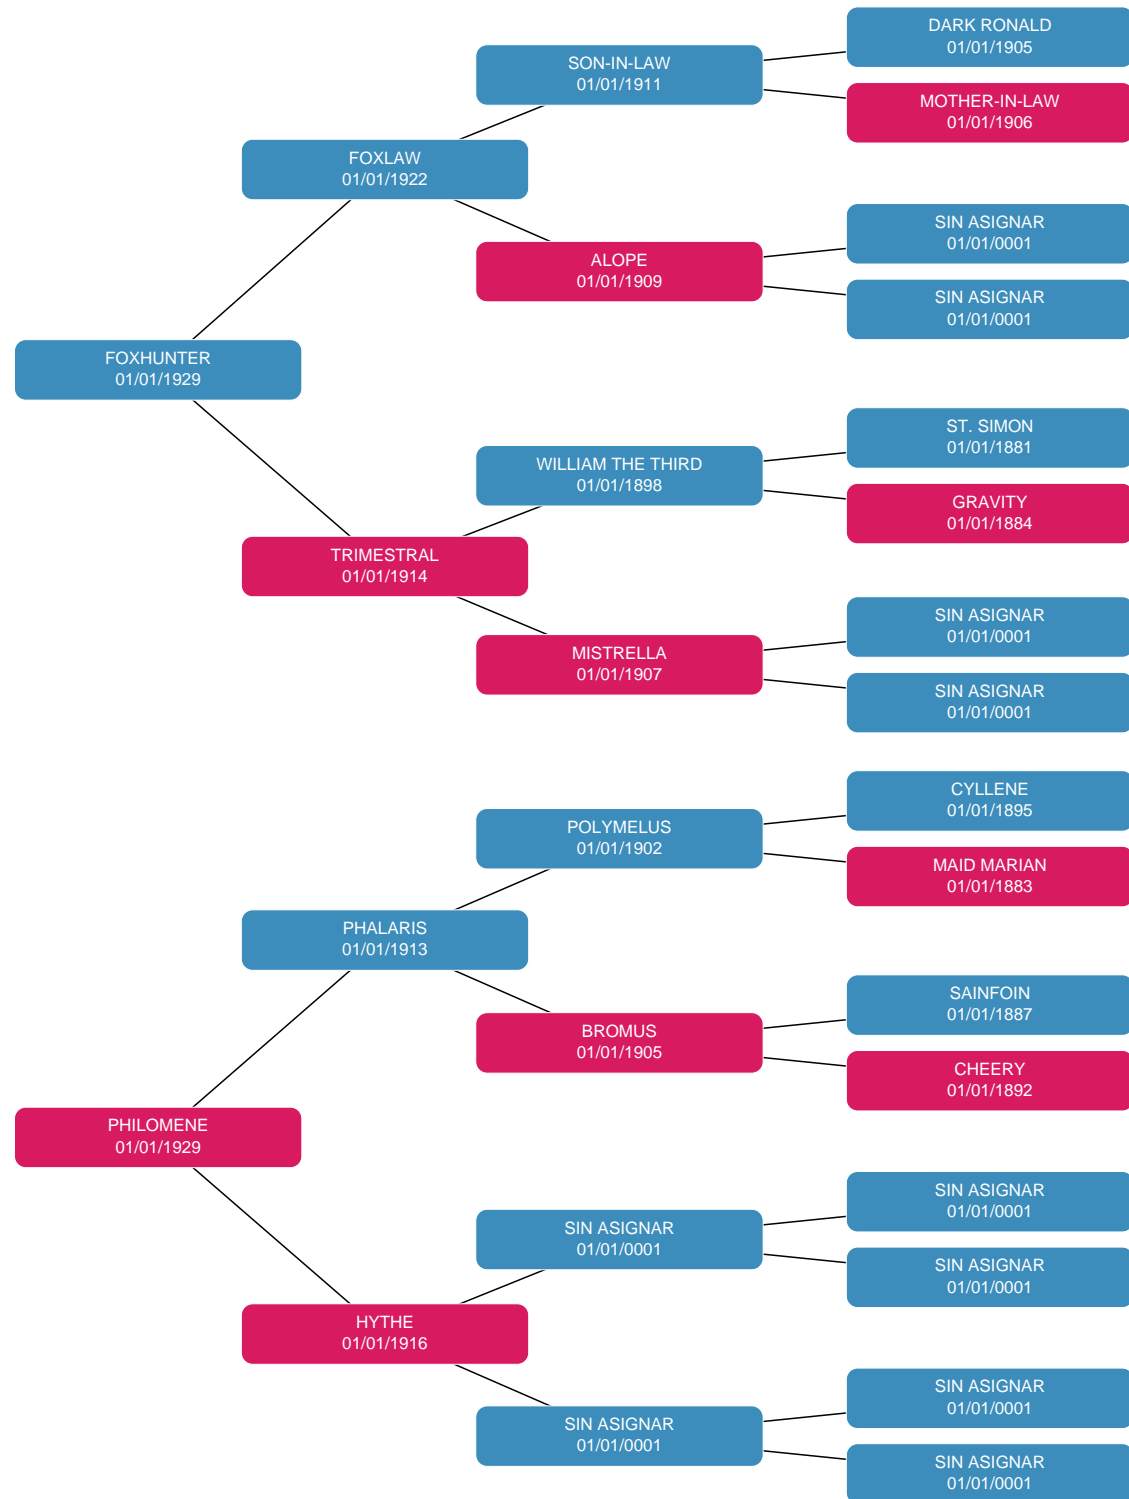 DARK RONALD
01/01/1905
SON-IN-LAW
01/01/1911
MOTHER-IN-LAW
01/01/1906
FOXLAW
01/01/1922
SIN ASIGNAR
01/01/0001
ALOPE
01/01/1909
SIN ASIGNAR
01/01/0001
FOXHUNTER
01/01/1929
ST. SIMON
01/01/1881
WILLIAM THE THIRD
01/01/1898
GRAVITY
01/01/1884
TRIMESTRAL
01/01/1914
SIN ASIGNAR
01/01/0001
MISTRELLA
01/01/1907
SIN ASIGNAR
01/01/0001
CYLLENE
01/01/1895
POLYMELUS
01/01/1902
MAID MARIAN
01/01/1883
PHALARIS
01/01/1913
SAINFOIN
01/01/1887
BROMUS
01/01/1905
CHEERY
01/01/1892
PHILOMENE
01/01/1929
SIN ASIGNAR
01/01/0001
SIN ASIGNAR
01/01/0001
SIN ASIGNAR
01/01/0001
HYTHE
01/01/1916
SIN ASIGNAR
01/01/0001
SIN ASIGNAR
01/01/0001
SIN ASIGNAR
01/01/0001